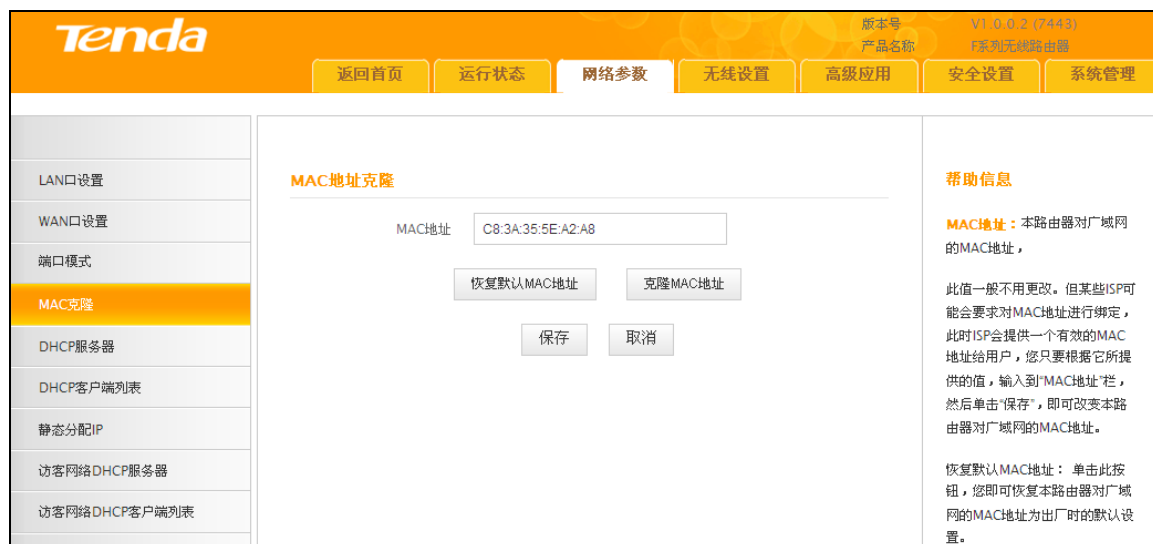 Tenda
版本号 V1.0.0.2 (7443)
产品名称 F系列无线路由器
返回首页 运行状态 网络参数 无线设置 高级应用 安全设置 系统管理
LAN口设置
WAN口设置
端口模式
MAC克隆
DHCP服务器
DHCP客户端列表
静态分配IP
访客网络DHCP服务器
访客网络DHCP客户端列表
MAC地址克隆
MAC地址 C8:3A:35:5E:A2:A8
恢复默认MAC地址 克隆MAC地址
保存 取消
帮助信息
MAC地址：本路由器对广域网
的MAC地址，
此值一般不用更改。但某些ISP可
能会要求对MAC地址进行绑定，
此时ISP会提供一个有效的MAC
地址给用户，您只要根据它所提
供的值，输入到“MAC地址”栏，
然后单击“保存”，即可改变本路
由器对广域网的MAC地址。
恢复默认MAC地址： 单击此按
钮，您即可恢复本路由器对广域
网的MAC地址为出厂时的默认设
置。